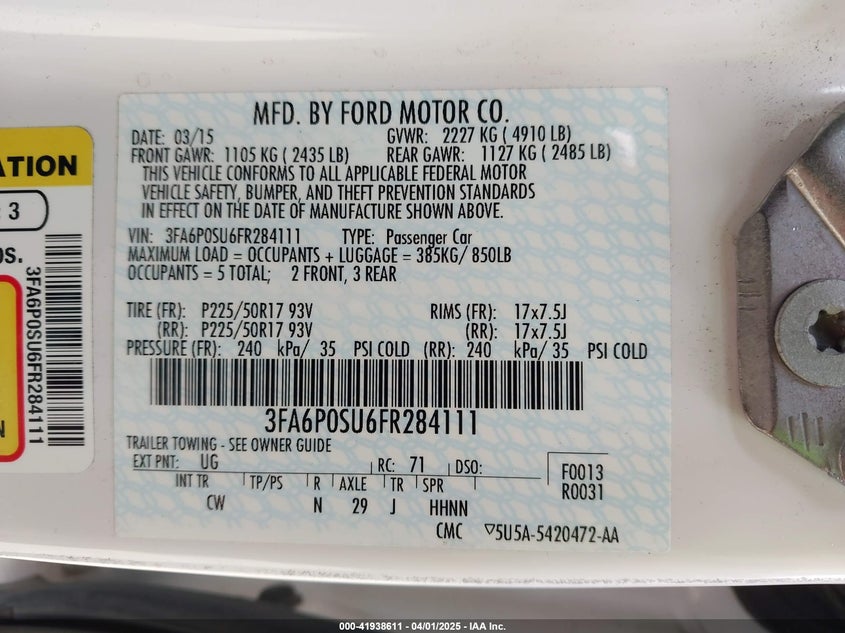 MFD. BY FORD MOTOR CO.
DATE: 03/15 GVWR: 2227 KG ( 4910 LB)
FRONT GAWR: 1105 KG ( 2435 LB) REAR GAWR: 1127 KG ( 2485 LB)
THIS VEHICLE CONFORMS TO ALL APPLICABLE FEDERAL MOTOR
VEHICLE SAFETY, BUMPER, AND THEFT PREVENTION STANDARDS
IN EFFECT ON THE DATE OF MANUFACTURE SHOWN ABOVE.
VIN: 3FA6P0SU6FR284111 TYPE: Passenger Car
MAXIMUM LOAD = OCCUPANTS + LUGGAGE = 385KG/ 850LB
OCCUPANTS = 5 TOTAL; 2 FRONT, 3 REAR
TIRE (FR): P225/50R17 93V RIMS (FR): 17x7.5J
(RR): P225/50R17 93V (RR): 17x7.5J
PRESSURE (FR): 240 kPa/ 35 PSI COLD (RR): 240 kPa/ 35 PSI COLD
3FA6P0SU6FR284111
TRAILER TOWING - SEE OWNER GUIDE
EXT PNT: UG RC: 71 DSO: F0013
INT TR TP/PS R AXLE TR SPR R0031
CW N 29 J HHNN
CMC ▽5U5A-5420472-AA
ATION
: 3
OS.
3FA6P0SU6FR284111
N
000-41938611 | 04/01/2025 | IAA Inc.